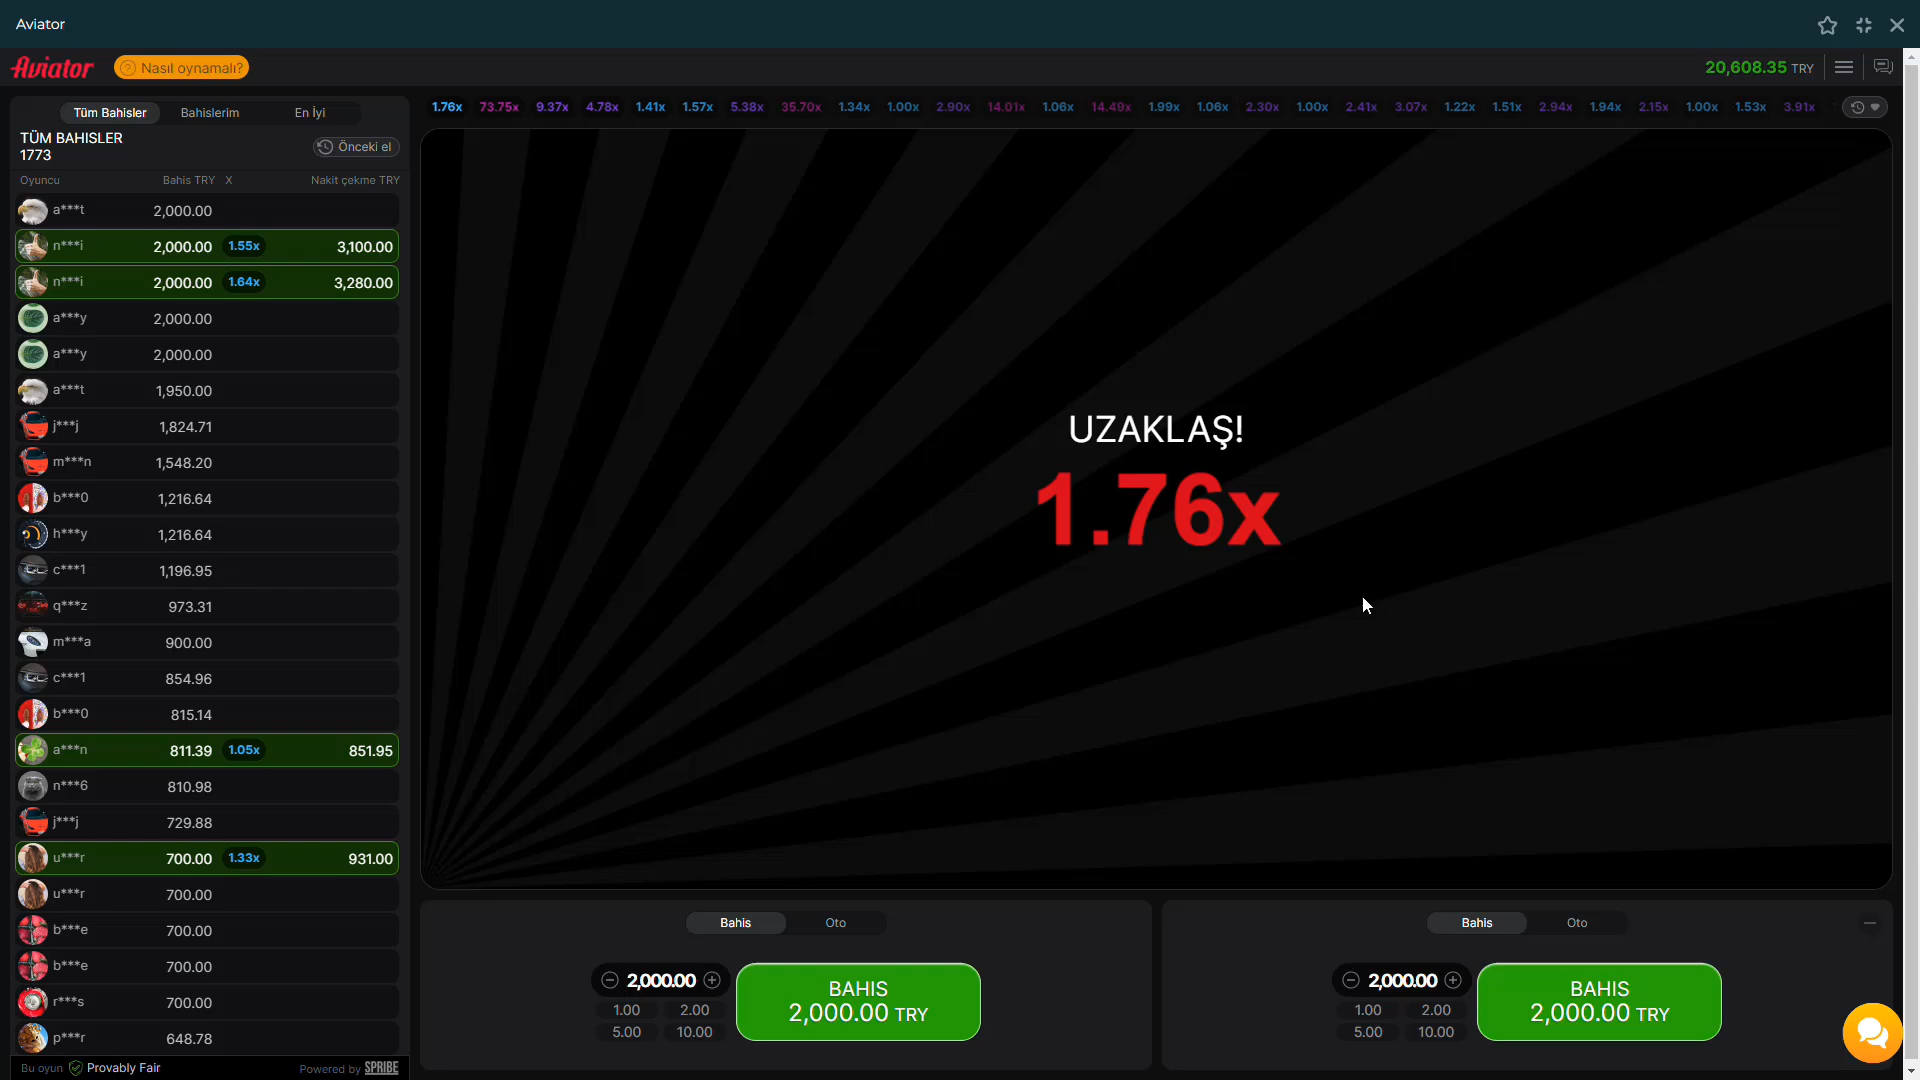 Aviator
Aviator
? Nasıl oynamalı?
20,608.35 TRY
Tüm Bahisler Bahislerim En İyi
1.76x 73.75x 9.37x 4.78x 1.41x 1.57x 5.38x 35.70x 1.34x 1.00x 2.90x 14.01x 1.06x 14.49x 1.99x 1.06x 2.30x 1.00x 2.41x 3.07x 1.22x 1.51x 2.94x 1.94x 2.15x 1.00x 1.53x 3.91x
TÜM BAHISLER
1773
Önceki el
Oyuncu Bahis TRY X Nakit çekme TRY
a***t 2,000.00
n***i 2,000.00 1.55x 3,100.00
n***i 2,000.00 1.64x 3,280.00
a***y 2,000.00
a***y 2,000.00
a***t 1,950.00
j***j 1,824.71
m***n 1,548.20
b***0 1,216.64
h***y 1,216.64
c***1 1,196.95
q***z 973.31
m***a 900.00
c***1 854.96
b***0 815.14
a***n 811.39 1.05x 851.95
n***6 810.98
j***j 729.88
u***r 700.00 1.33x 931.00
u***r 700.00
b***e 700.00
b***e 700.00
r***s 700.00
p***r 648.78
Bu oyun Provably Fair
Powered by SPRIBE
UZAKLAŞ!
1.76x
Bahis Oto
2,000.00
1.00 2.00
5.00 10.00
BAHIS
2,000.00 TRY
Bahis Oto
2,000.00
1.00 2.00
5.00 10.00
BAHIS
2,000.00 TRY